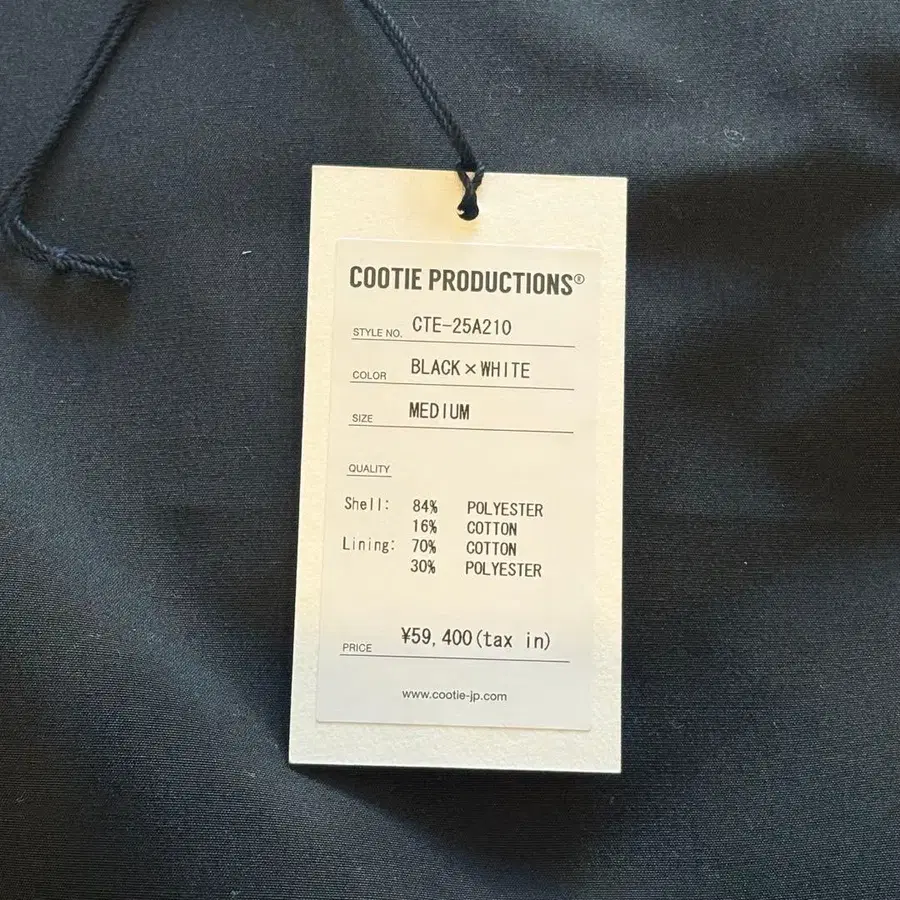 COOTIE PRODUCTIONS®
STYLE NO. CTE-25A210
COLOR BLACK×WHITE
SIZE MEDIUM
QUALITY
Shell: 84% POLYESTER
16% COTTON
Lining: 70% COTTON
30% POLYESTER
PRICE ¥59,400(tax in)
www.cootie-jp.com